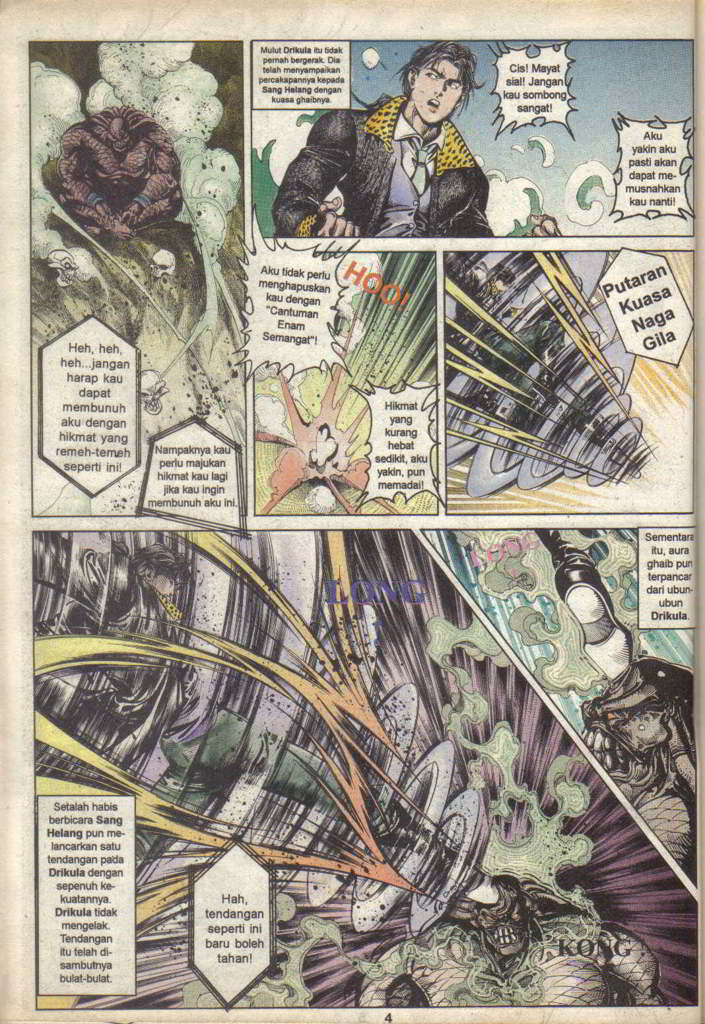 Heh, heh,
heh...jangan
harap kau
dapat
membunuh
aku dengan
hikmat yang
remeh-temeh
seperti ini!
Nampaknya kau
perlu majukan
hikmat kau lagi
jika kau ingin
membunuh aku ini.
Mulut Drikula itu tidak
pernah bergerak. Dia
telah menyampaikan
percakapannya kepada
Sang Helang dengan
kuasa ghaibnya.
Cis! Mayat
sial! Jangan
kau sombong
sangat!
Aku
yakin aku
pasti akan
dapat me-
musnahkan
kau nanti!
Aku tidak perlu
menghapuskan
kau dengan
"Cantuman
Enam
Semangat"!
HOO!
Hikmat
yang
kurang
hebat
sedikit, aku
yakin, pun
memadai!
Putaran
Kuasa
Naga
Gila
LONG
Setelah habis
berbicara Sang
Helang pun me-
lancarkan satu
tendangan pada
Drikula dengan
sepenuh ke-
kuatannya.
Drikula tidak
mengelak.
Tendangan
itu telah di-
sambutnya
bulat-bulat.
Hah,
tendangan
seperti ini
baru boleh
tahan!
KONG
LONG
Sementara
itu, aura
ghaib pun
terpancar
dari ubun-
ubun
Drikula.
4